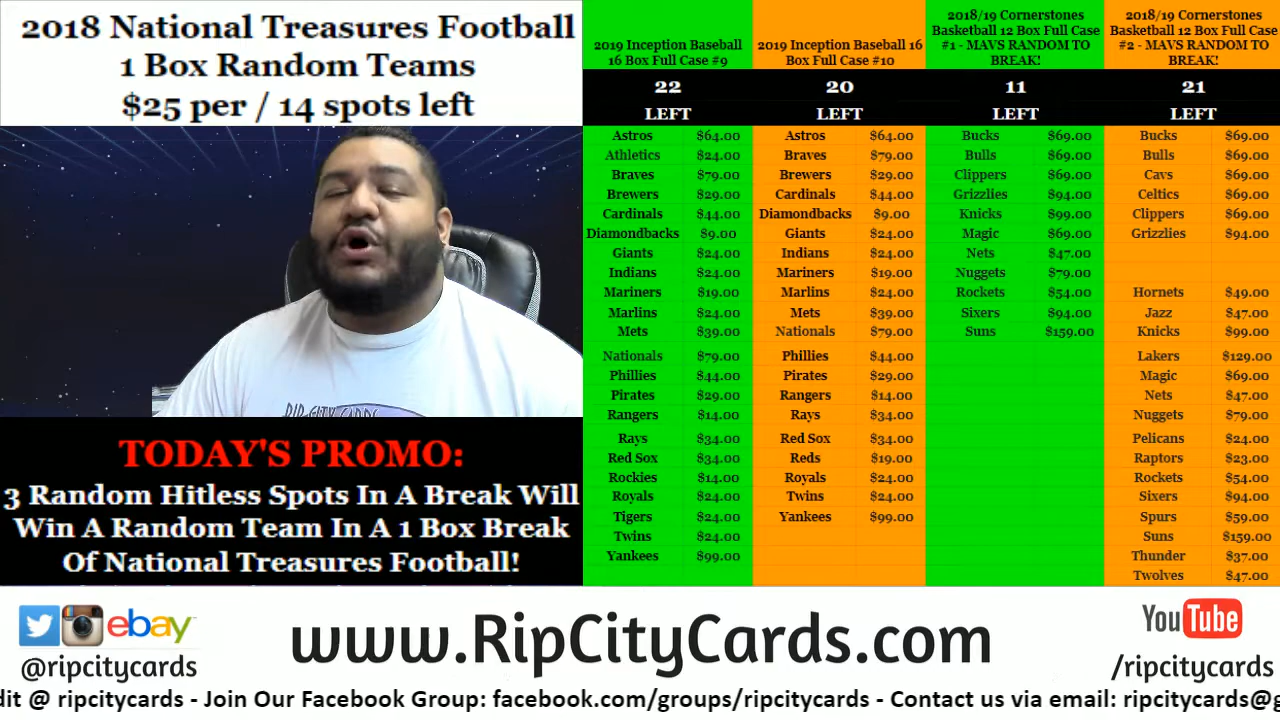 2018 National Treasures Football
1 Box Random Teams
$25 per / 14 spots left
RIP CITY CARDS
TODAY'S PROMO:
3 Random Hitless Spots In A Break Will
Win A Random Team In A 1 Box Break
Of National Treasures Football!
2019 Inception Baseball
16 Box Full Case #9
22
LEFT
Astros $64.00
Athletics $24.00
Braves $79.00
Brewers $29.00
Cardinals $44.00
Diamondbacks $9.00
Giants $24.00
Indians $24.00
Mariners $19.00
Marlins $24.00
Mets $39.00
Nationals $79.00
Phillies $44.00
Pirates $29.00
Rangers $14.00
Rays $34.00
Red Sox $34.00
Rockies $14.00
Royals $24.00
Tigers $24.00
Twins $24.00
Yankees $99.00
2019 Inception Baseball 16
Box Full Case #10
20
LEFT
Astros $64.00
Braves $79.00
Brewers $29.00
Cardinals $44.00
Diamondbacks $9.00
Giants $24.00
Indians $24.00
Mariners $19.00
Marlins $24.00
Mets $39.00
Nationals $79.00
Phillies $44.00
Pirates $29.00
Rangers $14.00
Rays $34.00
Red Sox $34.00
Reds $19.00
Royals $24.00
Twins $24.00
Yankees $99.00
2018/19 Cornerstones
Basketball 12 Box Full Case
#1 - MAVS RANDOM TO
BREAK!
11
LEFT
Bucks $69.00
Bulls $69.00
Clippers $69.00
Grizzlies $94.00
Knicks $99.00
Magic $69.00
Nets $47.00
Nuggets $79.00
Rockets $54.00
Sixers $94.00
Suns $159.00
2018/19 Cornerstones
Basketball 12 Box Full Case
#2 - MAVS RANDOM TO
BREAK!
21
LEFT
Bucks $69.00
Bulls $69.00
Cavs $69.00
Celtics $69.00
Clippers $69.00
Grizzlies $94.00
Hornets $49.00
Jazz $47.00
Knicks $99.00
Lakers $129.00
Magic $69.00
Nets $47.00
Nuggets $79.00
Pelicans $24.00
Raptors $23.00
Rockets $54.00
Sixers $94.00
Spurs $59.00
Suns $159.00
Thunder $37.00
Twolves $47.00
ebay
@ripcitycards
www.RipCityCards.com
YouTube
/ripcitycards
dit @ ripcitycards - Join Our Facebook Group: facebook.com/groups/ripcitycards - Contact us via email: ripcitycards@g